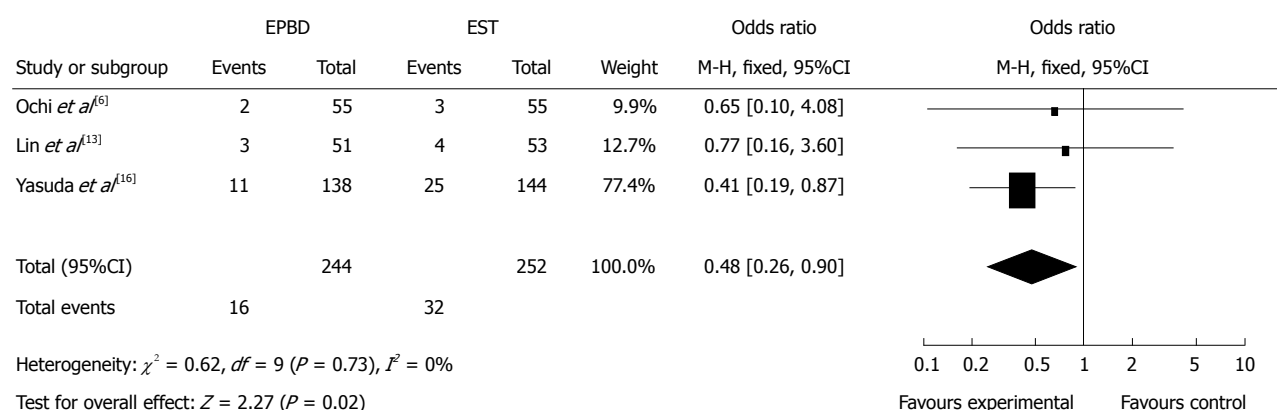 EPBD EST Odds ratio Odds ratio
Study or subgroup Events Total Events Total Weight M-H, fixed, 95%CI M-H, fixed, 95%CI
Ochi et al[6] 2 55 3 55 9.9% 0.65 [0.10, 4.08]
Lin et al[13] 3 51 4 53 12.7% 0.77 [0.16, 3.60]
Yasuda et al[16] 11 138 25 144 77.4% 0.41 [0.19, 0.87]
Total (95%CI) 244 252 100.0% 0.48 [0.26, 0.90]
Total events 16 32
Heterogeneity: χ² = 0.62, df = 9 (P = 0.73), I² = 0%
0.1 0.2 0.5 1 2 5 10
Test for overall effect: Z = 2.27 (P = 0.02) Favours experimental Favours control